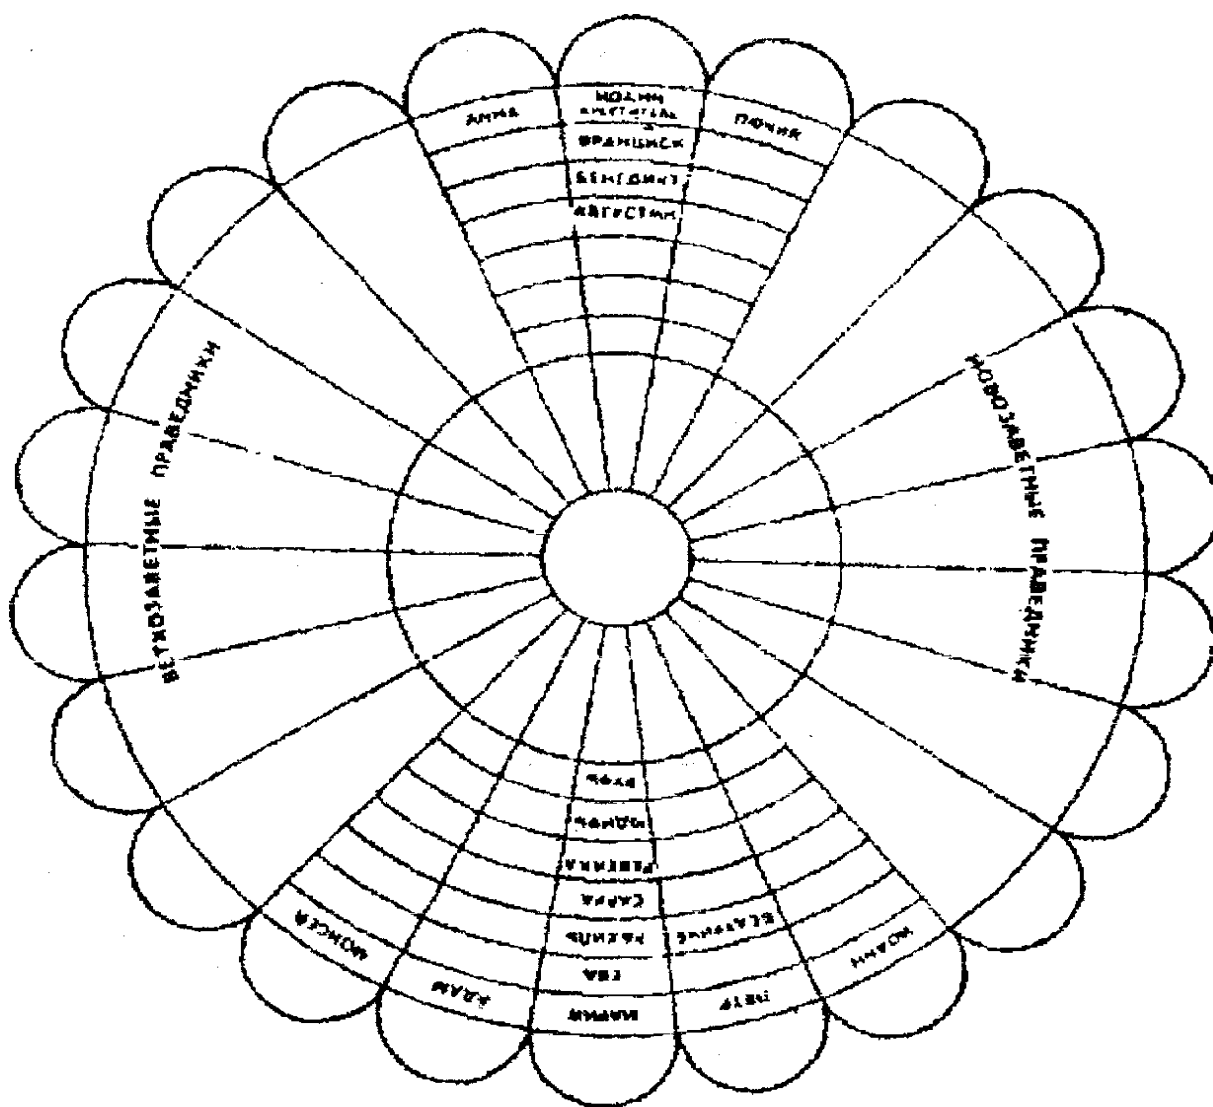 АННА
ИОАНН
КРЕСТИТЕЛЬ
ЛЮЧИЯ
ФРАНЦИСК
БЕНЕДИКТ
АВГУСТИН
ВЕТХОЗАВЕТНЫЕ ПРАВЕДНИКИ
НОВОЗАВЕТНЫЕ ПРАВЕДНИКИ
РУФЬ
ЮДИФЬ
РЕВЕККА
САРРА
РАХИЛЬ
БЕАТРИЧЕ
ЕВА
МАРИЯ
МОИСЕЙ
АДАМ
ПЕТР
ИОАНН